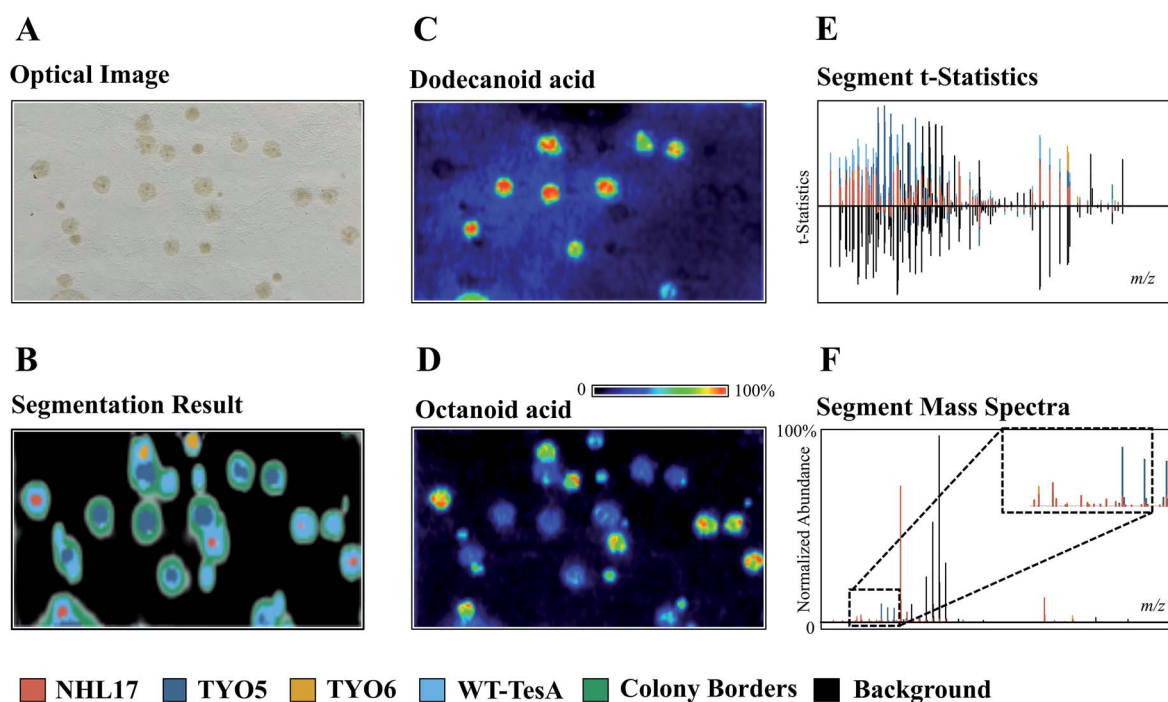 A
Optical Image
C
Dodecanoid acid
E
Segment t-Statistics
t-Statistics
m/z
B
Segmentation Result
D
0 100%
Octanoid acid
F
Segment Mass Spectra
100%
Normalized Abundance
m/z
0
NHL17 TYO5 TYO6 WT-TesA Colony Borders Background